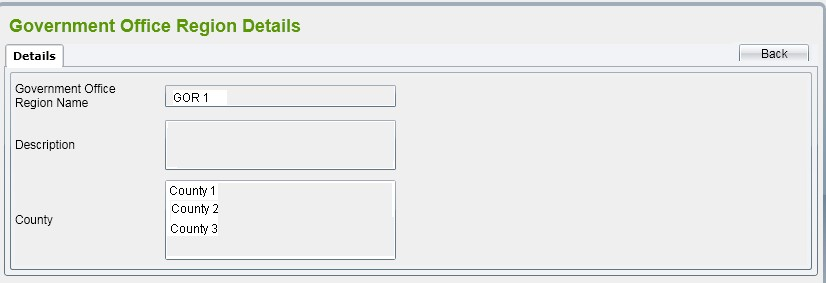 Government Office Region Details
Details
Back
Government Office
Region Name
GOR 1
Description
County
County 1
County 2
County 3